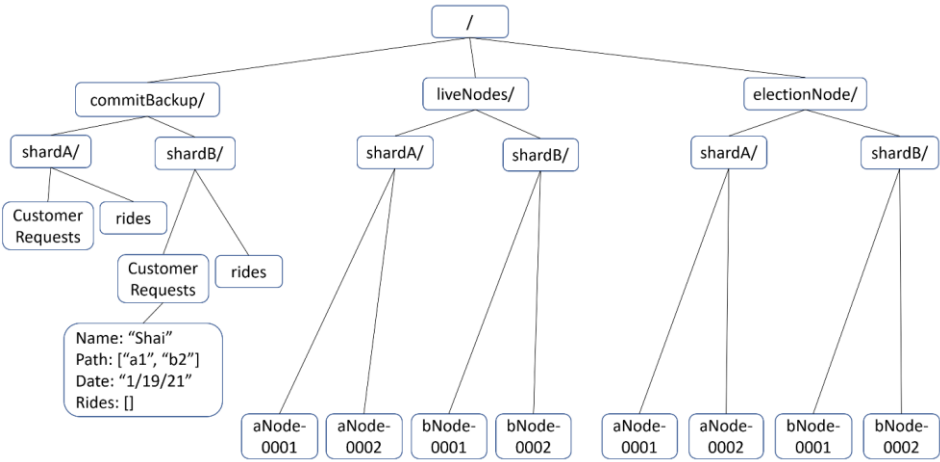 /
commitBackup/
liveNodes/
electionNode/
shardA/
shardB/
shardA/
shardB/
shardA/
shardB/
Customer
Requests
rides
Customer
Requests
rides
Name: “Shai”
Path: [“a1”, “b2”]
Date: “1/19/21”
Rides: []
aNode-
0001
aNode-
0002
bNode-
0001
bNode-
0002
aNode-
0001
aNode-
0002
bNode-
0001
bNode-
0002